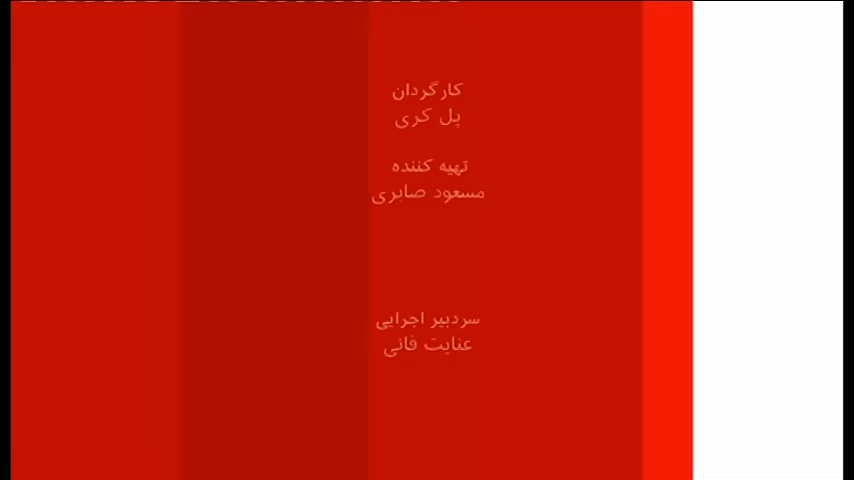 کارگردان
پل کری
تهیه کننده
مسعود صابری
سردبیر اجرایی
عنایت فانی